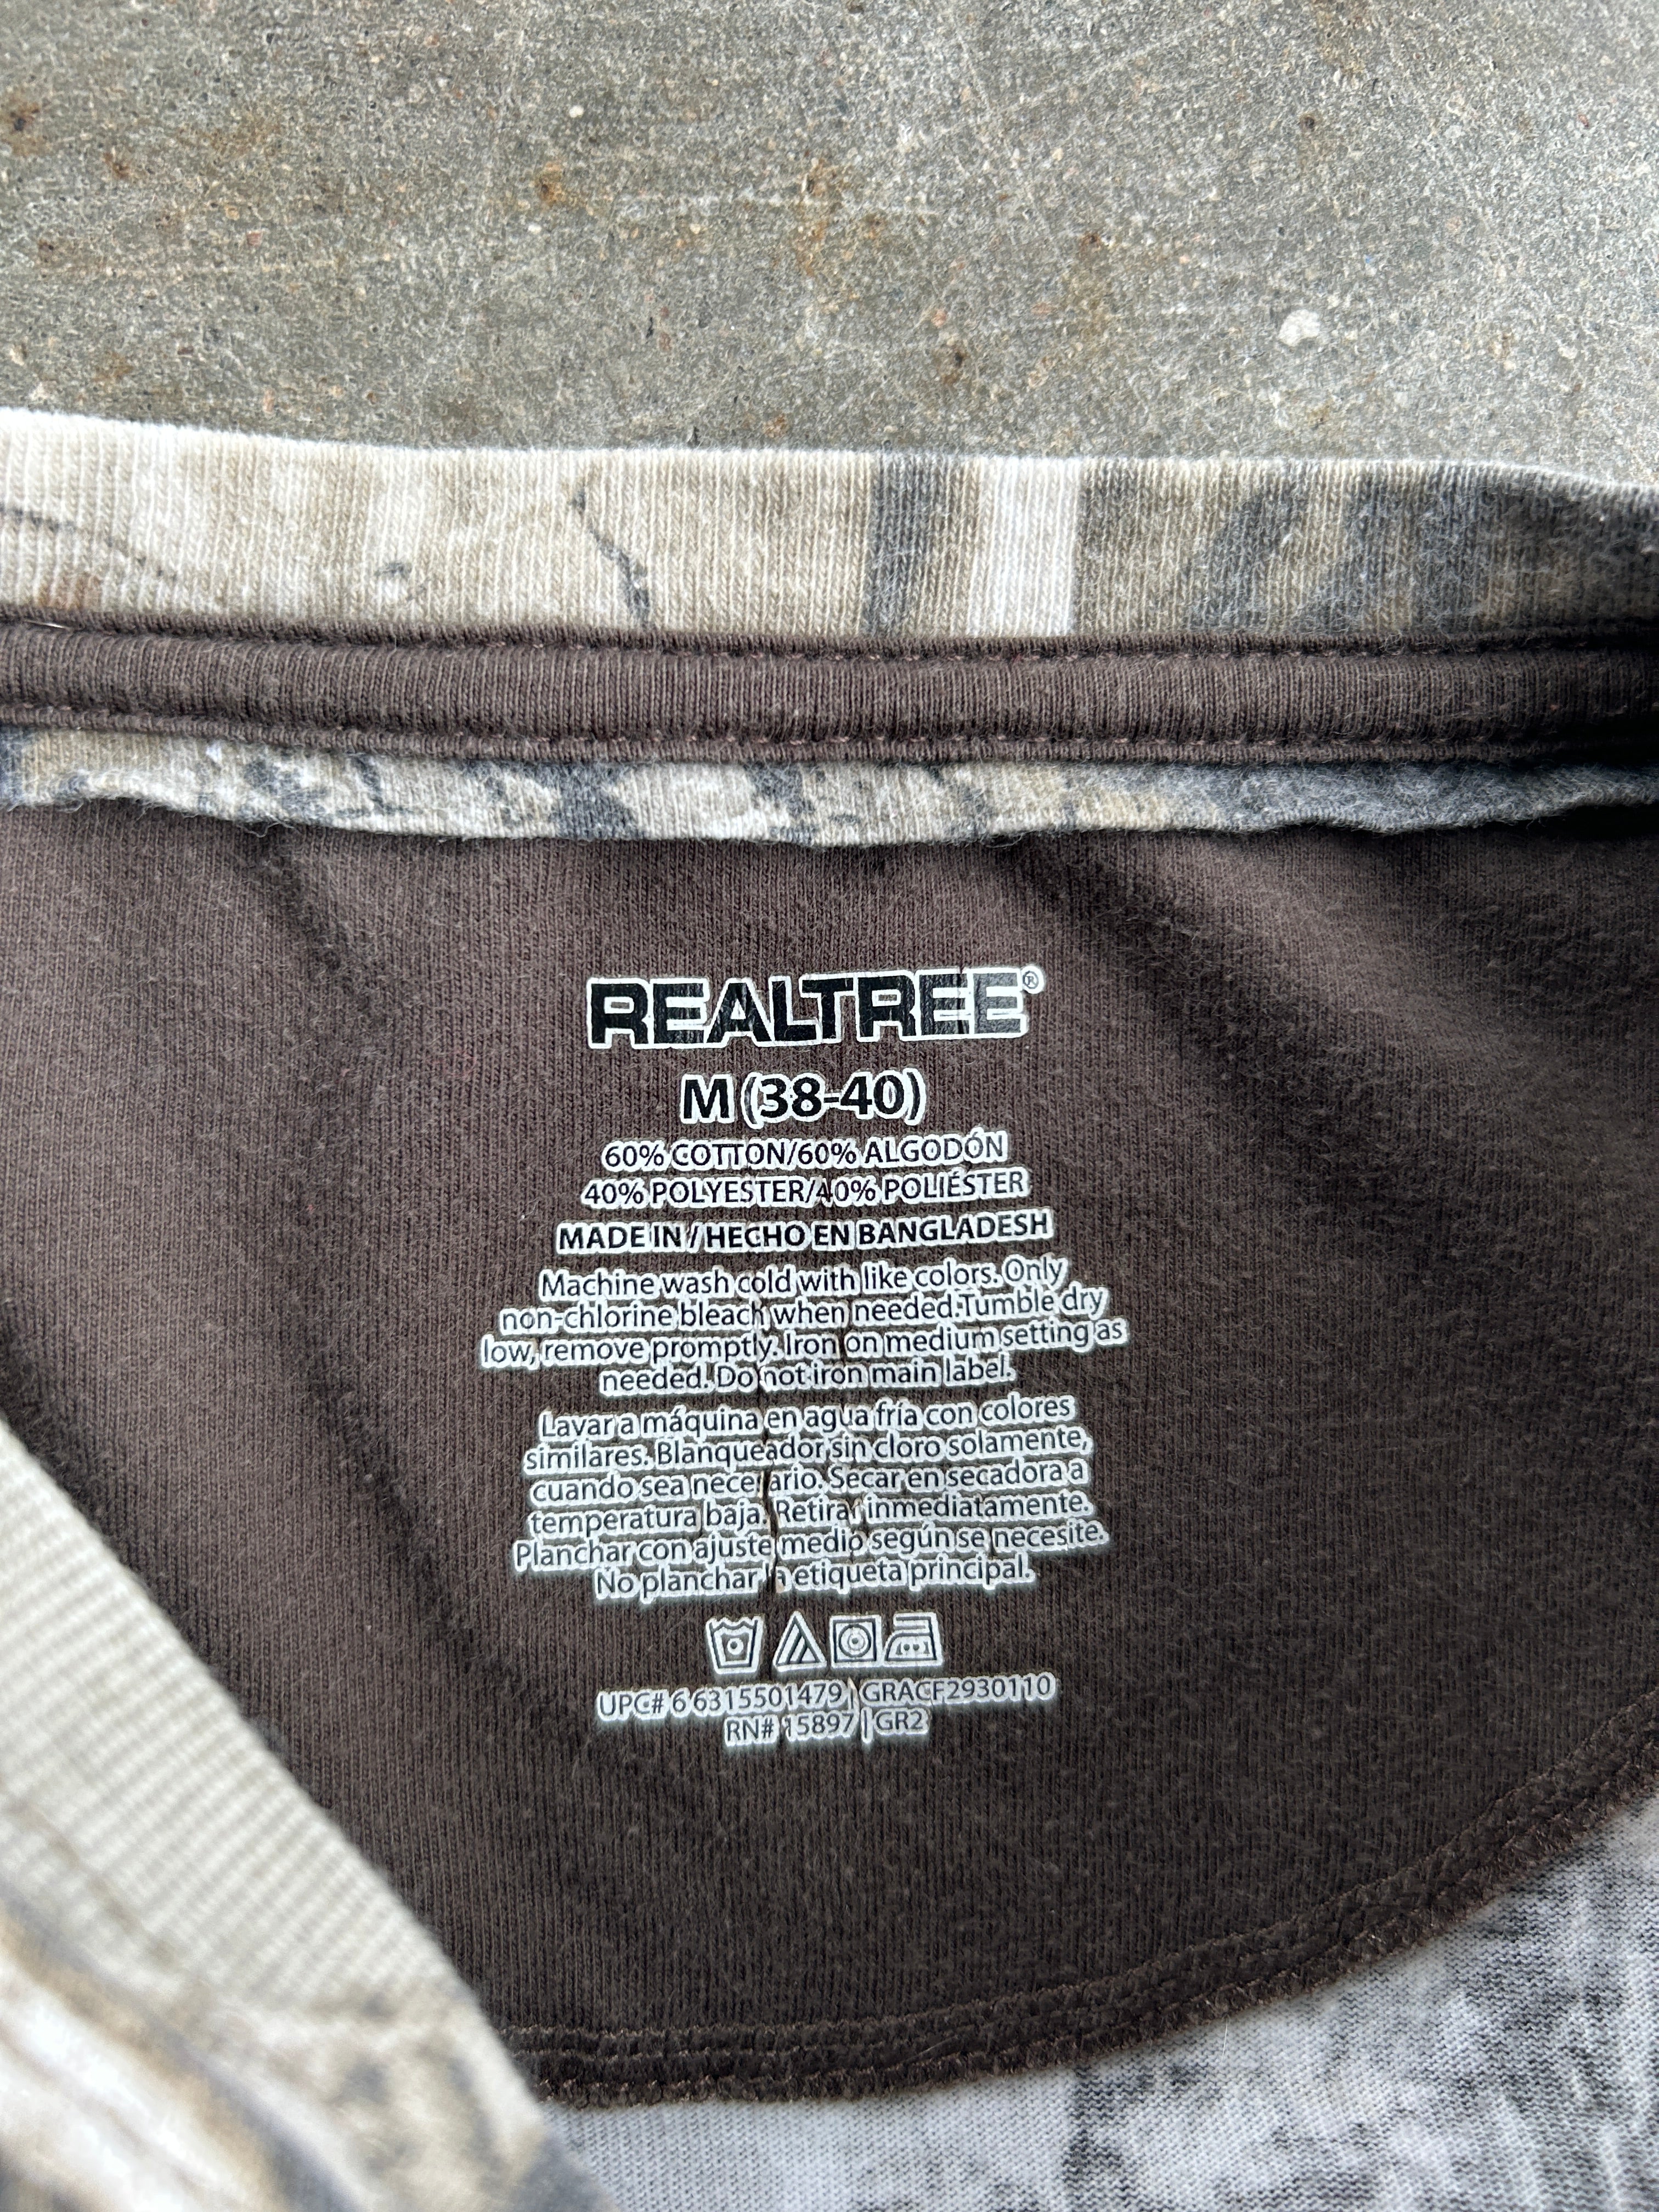 REALTREE®
M (38-40)
60% COTTON/60% ALGODÓN
40% POLYESTER/40% POLIÉSTER
MADE IN / HECHO EN BANGLADESH
Machine wash cold with like colors. Only
non-chlorine bleach when needed. Tumble dry
low, remove promptly. Iron on medium setting as
needed. Do not iron main label.
Lavar a máquina en agua fría con colores
similares. Blanqueador sin cloro solamente,
cuando sea necesario. Secar en secadora a
temperatura baja. Retirar inmediatamente.
Planchar con ajuste medio según se necesite.
No planchar la etiqueta principal.
UPC# 6 6315501479 | GRACF2930110
RN# 15897 | GR2